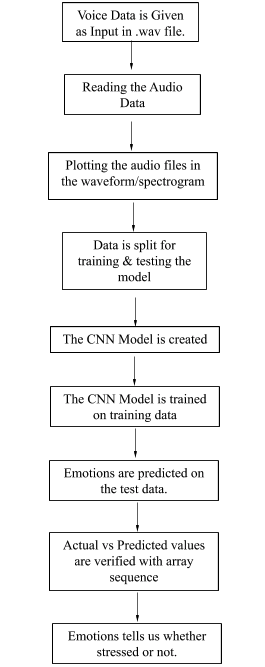 Voice Data is Given
as Input in .wav file.
Reading the Audio
Data
Plotting the audio files in
the waveform/spectrogram
Data is split for
training & testing the
model
The CNN Model is created
The CNN Model is trained
on training data
Emotions are predicted on
the test data.
Actual vs Predicted values
are verified with array
sequence
Emotions tells us whether
stressed or not.